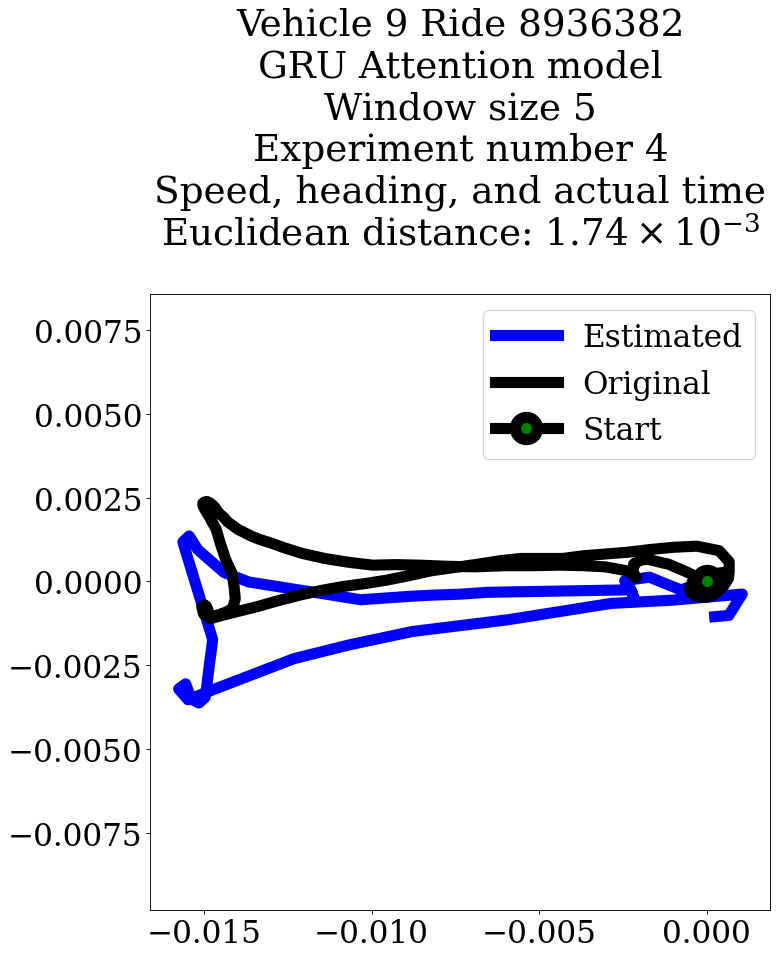 Vehicle 9 Ride 8936382
GRU Attention model
Window size 5
Experiment number 4
Speed, heading, and actual time
Euclidean distance: 1.74 × 10⁻³
Estimated
Original
Start
0.0075
0.0050
0.0025
0.0000
−0.0025
−0.0050
−0.0075
−0.015
−0.010
−0.005
0.000